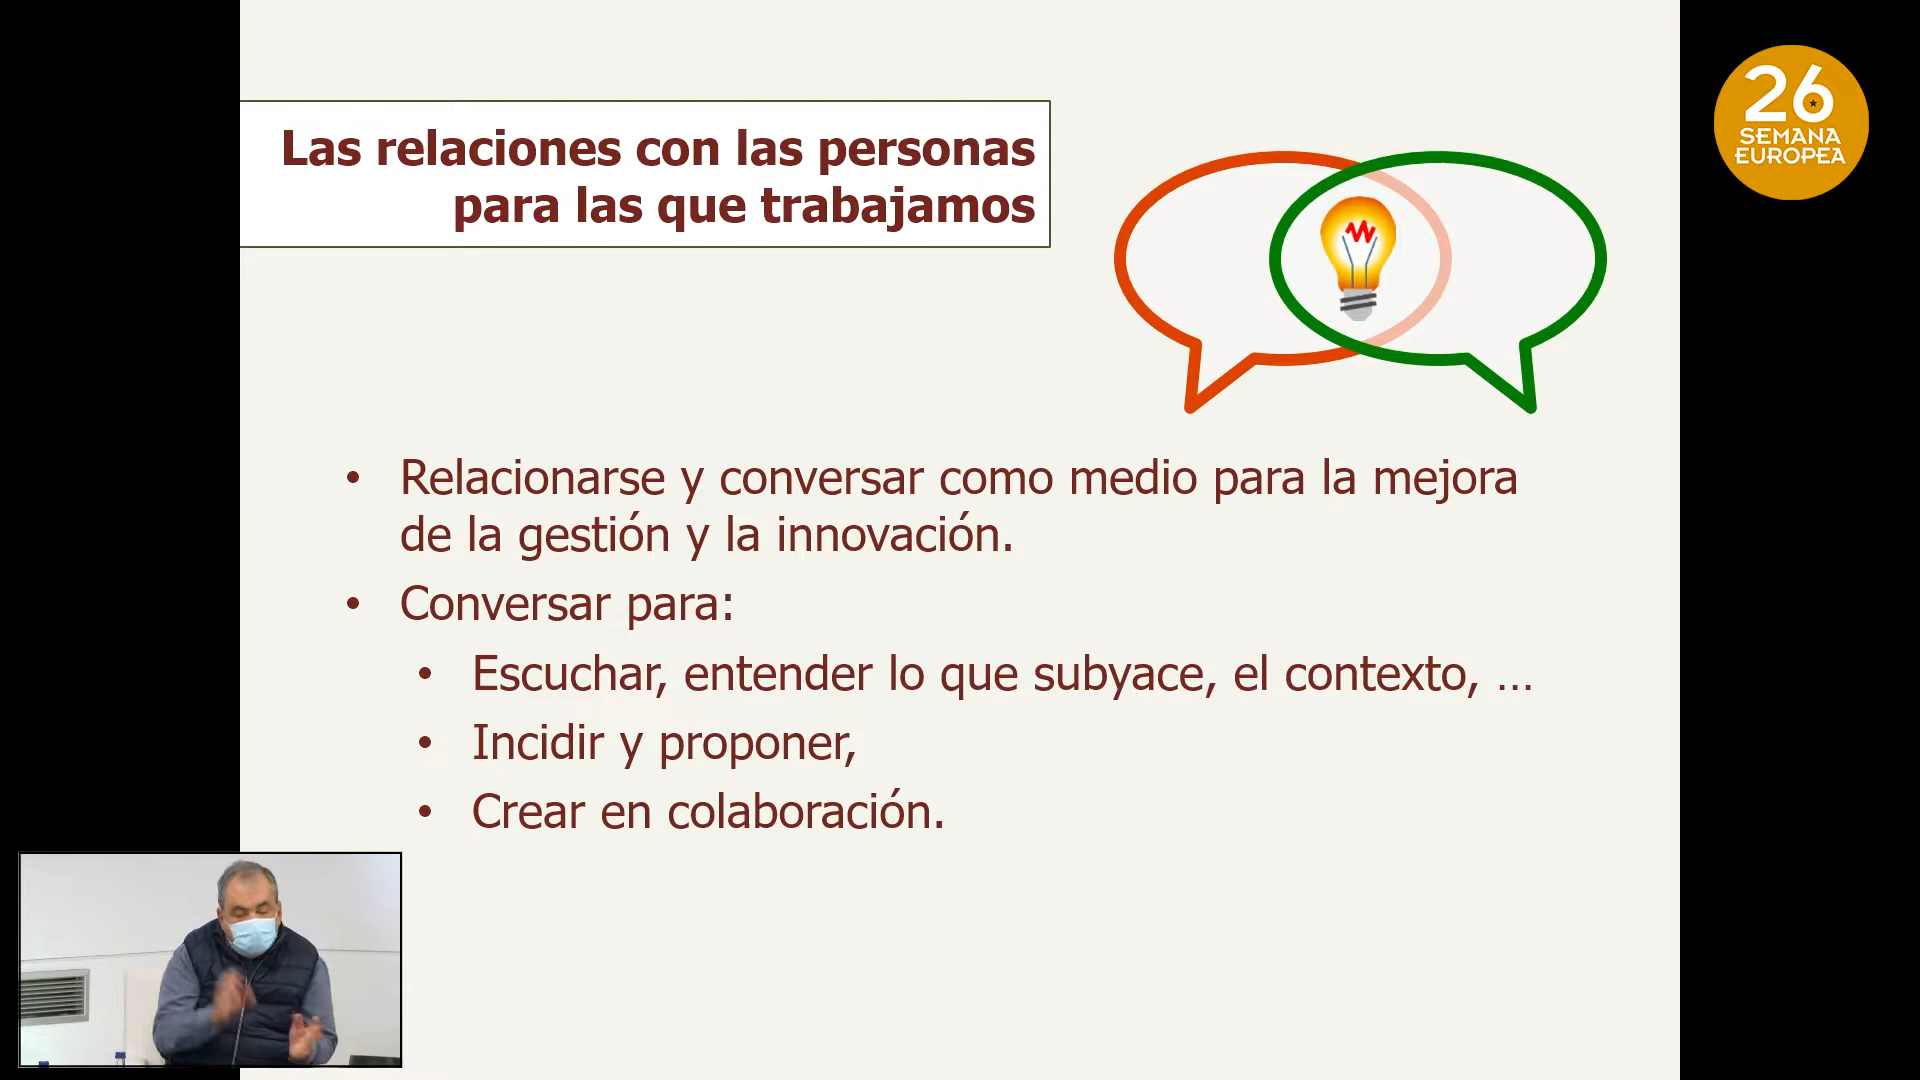 Las relaciones con las personas
para las que trabajamos
26
SEMANA
EUROPEA
• Relacionarse y conversar como medio para la mejora
de la gestión y la innovación.
• Conversar para:
• Escuchar, entender lo que subyace, el contexto, ...
• Incidir y proponer,
• Crear en colaboración.